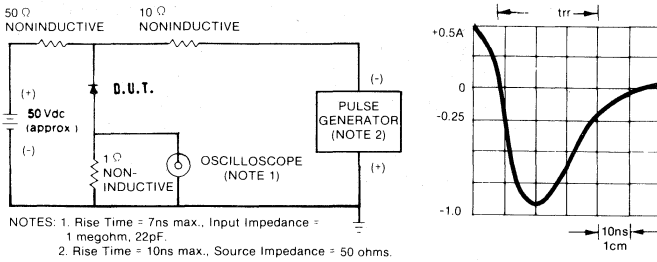 50 Ω
NONINDUCTIVE
10 Ω
NONINDUCTIVE
(+)
50 Vdc
(approx)
(-)
D.U.T.
1 Ω
NON-
INDUCTIVE
OSCILLOSCOPE
(NOTE 1)
(-)
PULSE
GENERATOR
(NOTE 2)
(+)
NOTES: 1. Rise Time = 7ns max., Input Impedance =
1 megohm, 22pF.
2. Rise Time = 10ns max., Source Impedance = 50 ohms.
trr
+0.5A
0
-0.25
-1.0
10ns
1cm